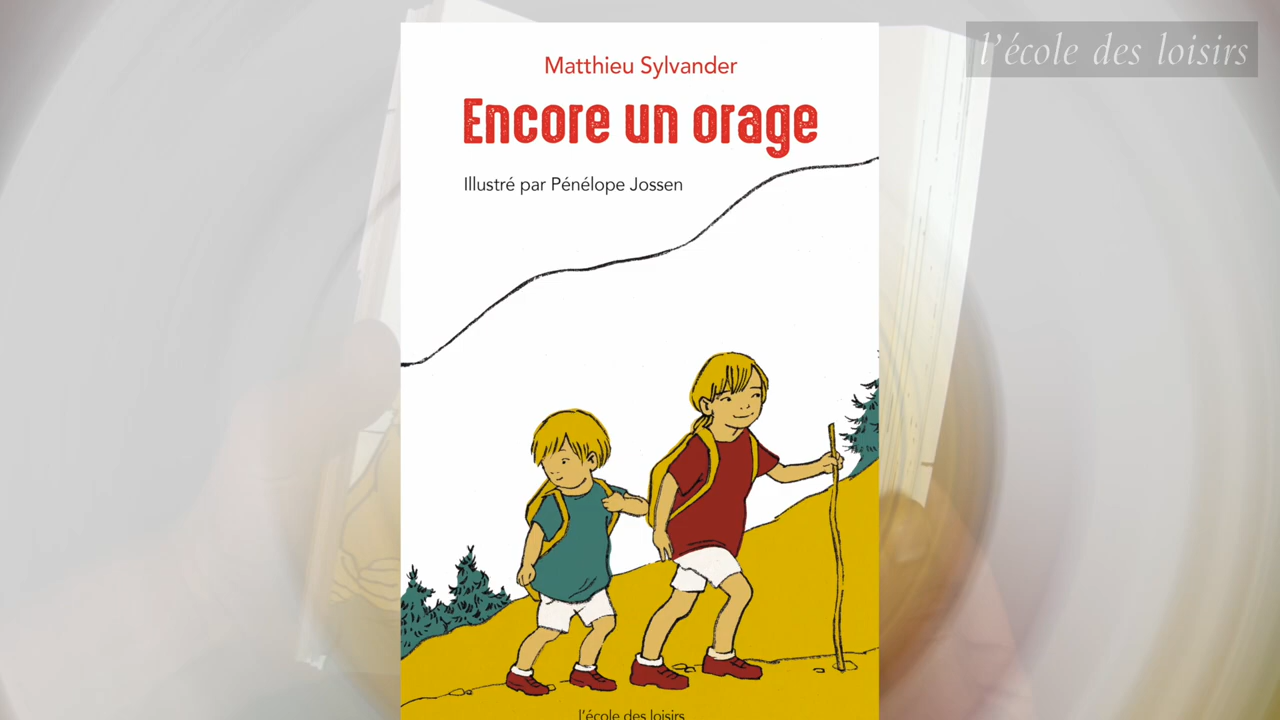 l'école des loisirs
Matthieu Sylvander
Encore un orage
Illustré par Pénélope Jossen
l'école des loisirs